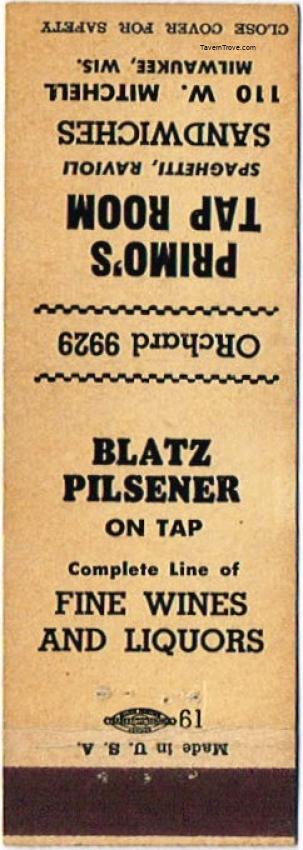 TavernTrove.com
CLOSE COVER FOR SAFETY
PRIMO'S
TAP ROOM
SPAGHETTI, RAVIOLI
SANDWICHES
110 W. MITCHELL
MILWAUKEE, WIS.
ORchard 9929
BLATZ
PILSENER
ON TAP
Complete Line of
FINE WINES
AND LIQUORS
61
Made in U. S. A.